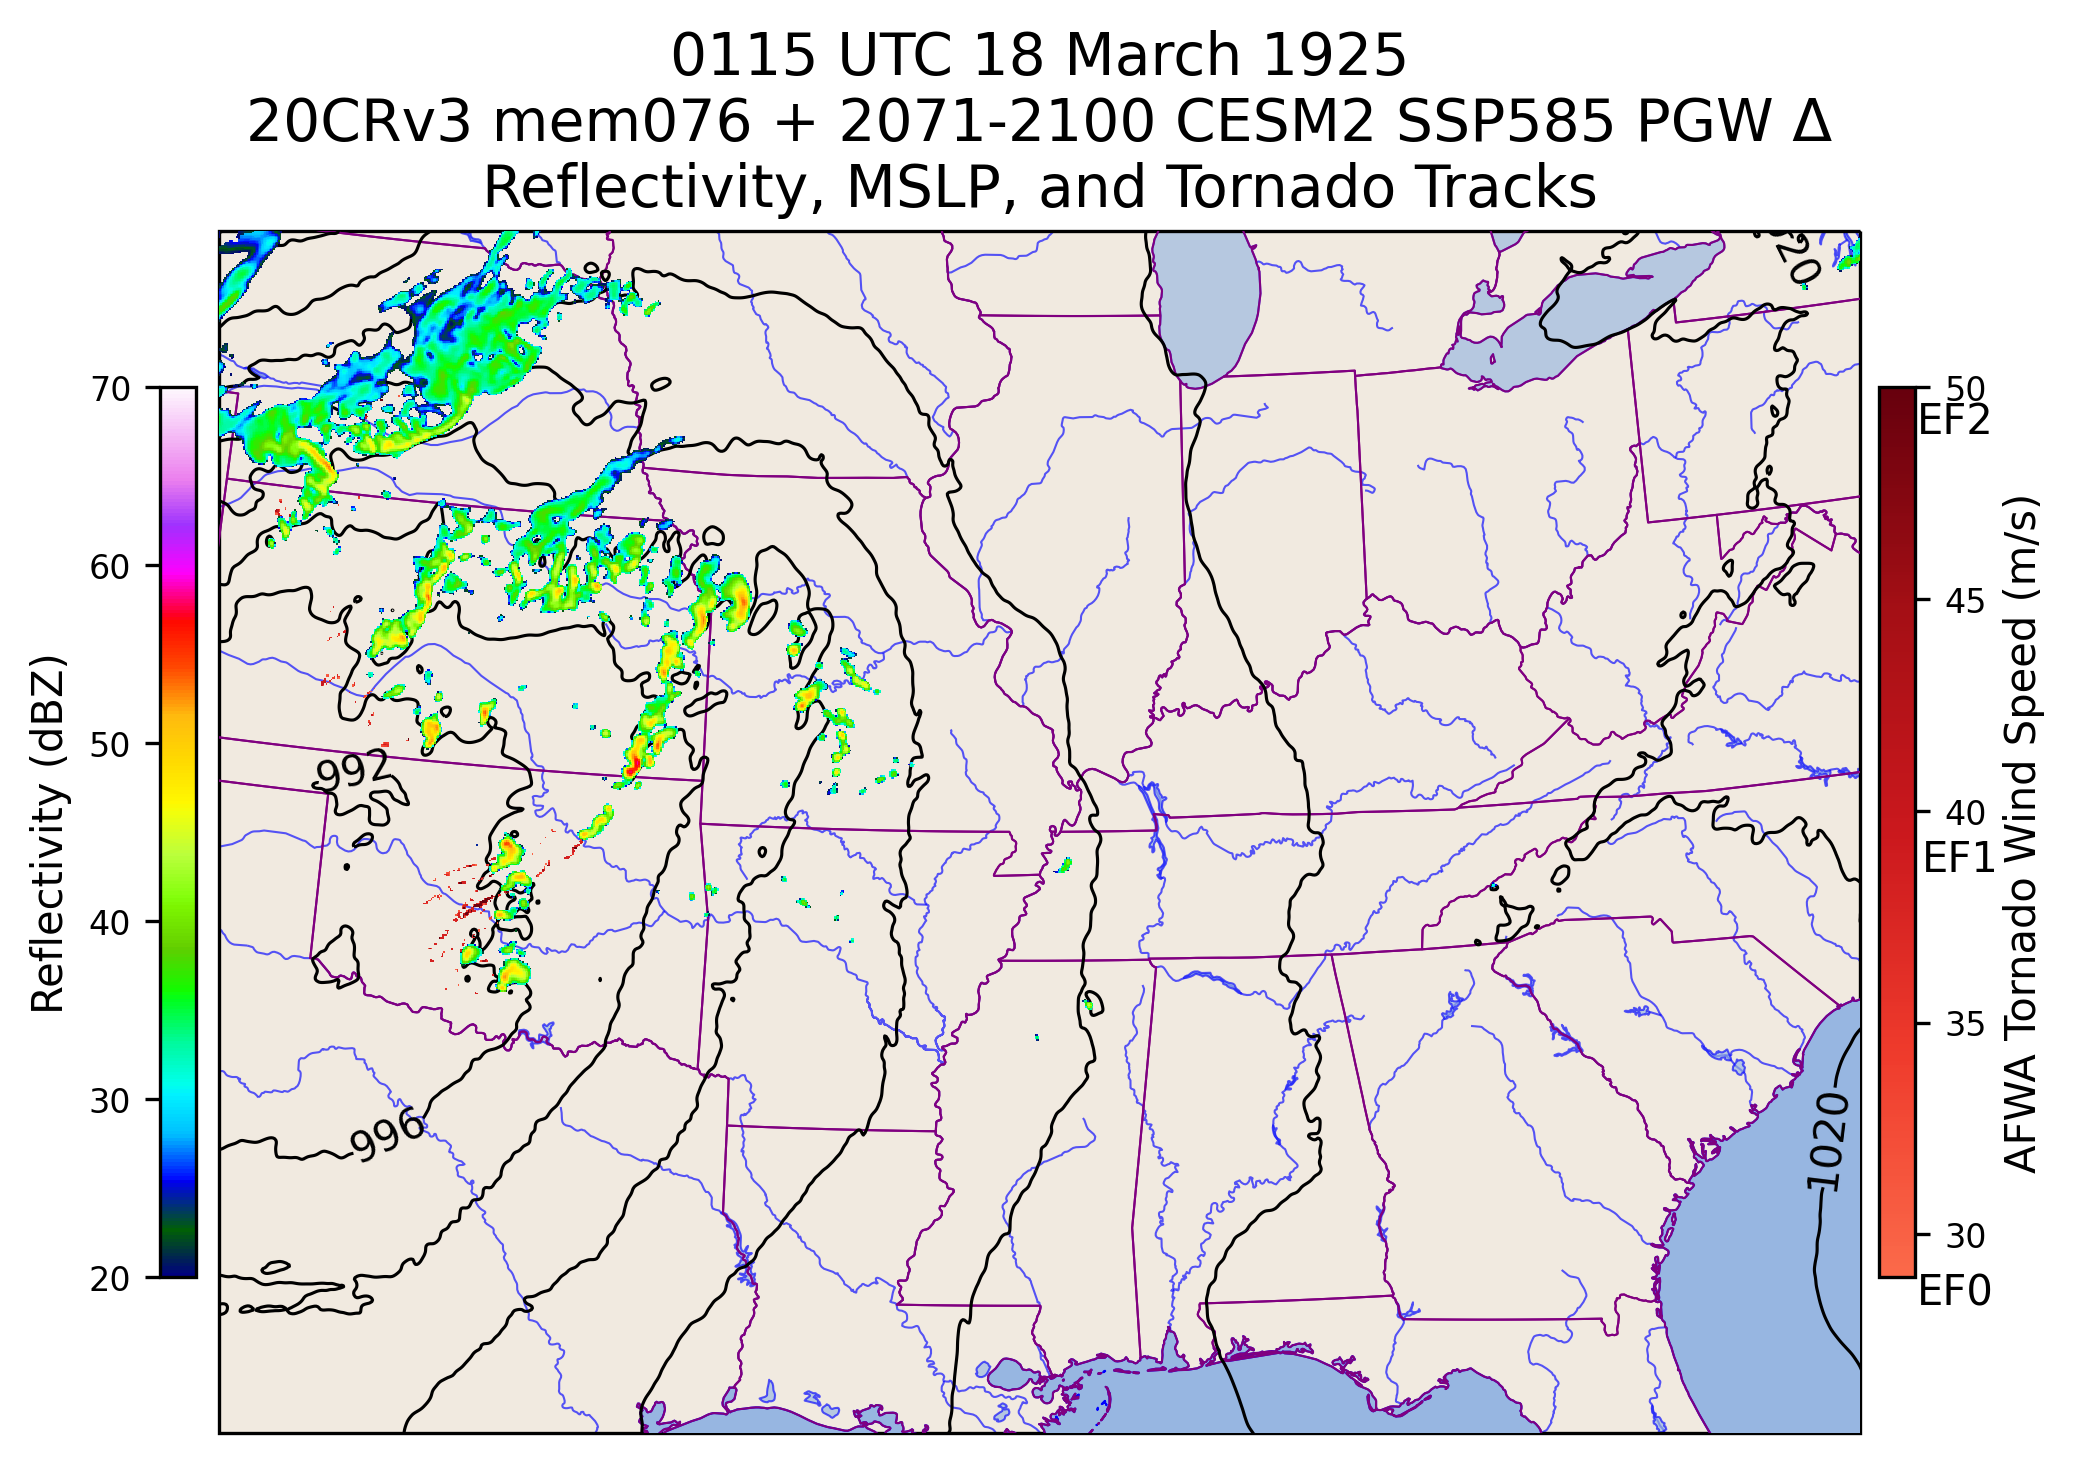 0115 UTC 18 March 1925
20CRv3 mem076 + 2071-2100 CESM2 SSP585 PGW Δ
Reflectivity, MSLP, and Tornado Tracks
70
60
50
40
30
20
Reflectivity (dBZ)
992
996
1020
50
EF2
45
40
EF1
35
30
EF0
AFWA Tornado Wind Speed (m/s)